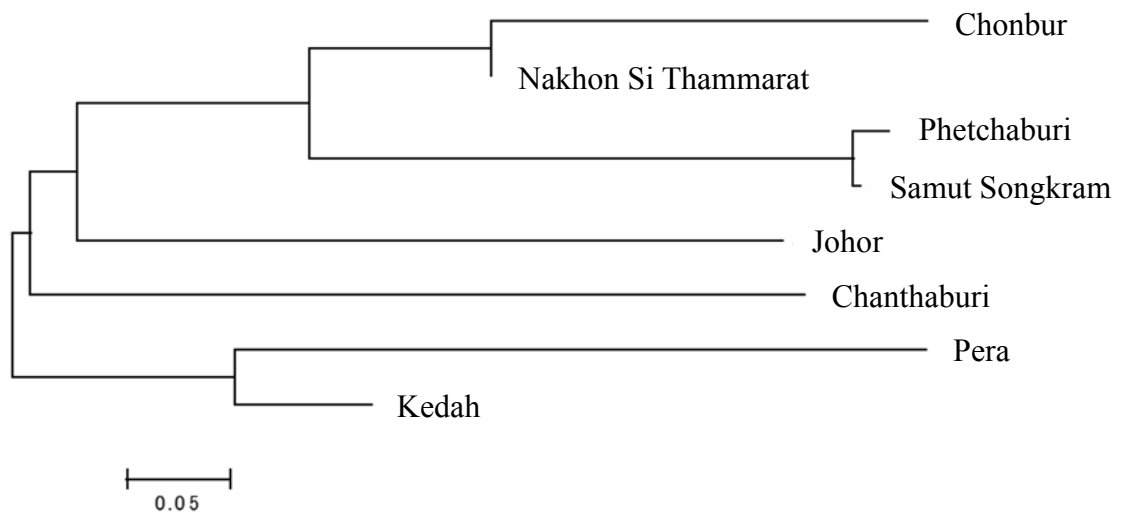 Chonbur
Nakhon Si Thammarat
Phetchaburi
Samut Songkram
Johor
Chanthaburi
Pera
Kedah
0.05